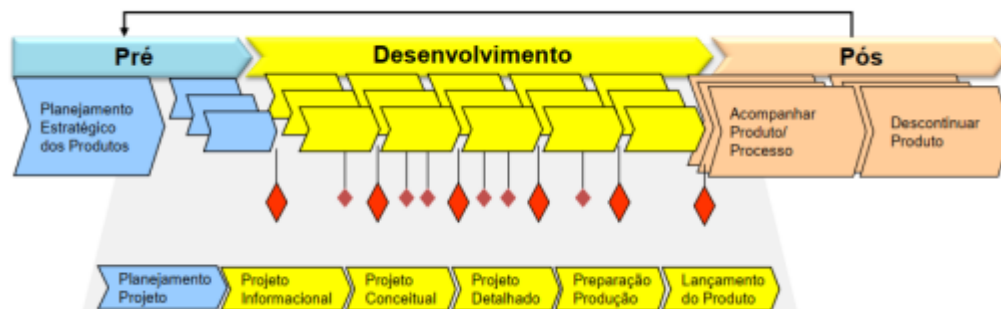 Pré
Desenvolvimento
Pós
Planejamento
Estratégico
dos Produtos
Acompanhar
Produto/
Processo
Descontinuar
Produto
Planejamento
Projeto
Projeto
Informacional
Projeto
Conceitual
Projeto
Detalhado
Preparação
Produção
Lançamento
do Produto